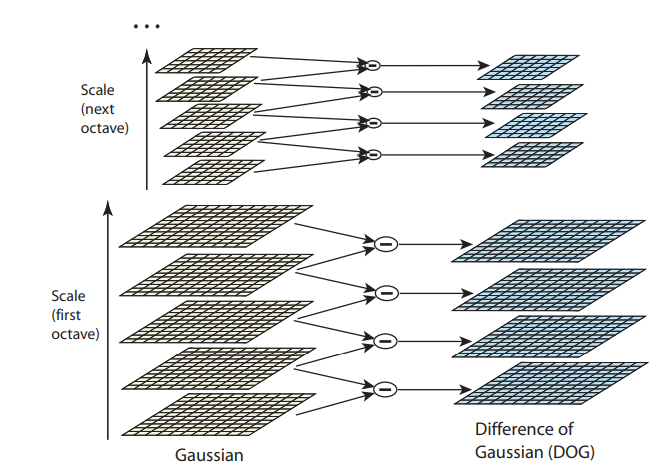 ...
Scale
(next
octave)
Scale
(first
octave)
Gaussian
Difference of
Gaussian (DOG)